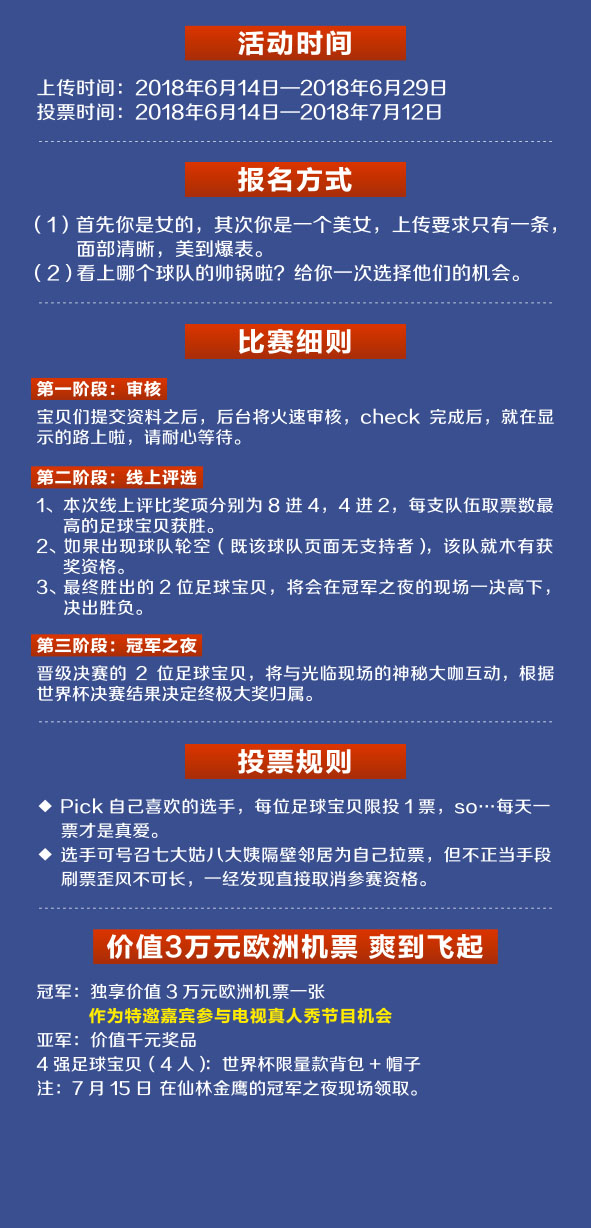 活动时间
上传时间：2018年6月14日—2018年6月29日
投票时间：2018年6月14日—2018年7月12日
报名方式
（1）首先你是女的，其次你是一个美女，上传要求只有一条，
面部清晰，美到爆表。
（2）看上哪个球队的帅锅啦？给你一次选择他们的机会。
比赛细则
第一阶段：审核
宝贝们提交资料之后，后台将火速审核，check 完成后，就在显
示的路上啦，请耐心等待。
第二阶段：线上评选
1、本次线上评比奖项分别为 8 进 4，4 进 2，每支队伍取票数最
高的足球宝贝获胜。
2、如果出现球队轮空（既该球队页面无支持者），该队就木有获
奖资格。
3、最终胜出的 2 位足球宝贝，将会在冠军之夜的现场一决高下，
决出胜负。
第三阶段：冠军之夜
晋级决赛的 2 位足球宝贝，将与光临现场的神秘大咖互动，根据
世界杯决赛结果决定终极大奖归属。
投票规则
◆ Pick 自己喜欢的选手，每位足球宝贝限投 1 票，so…每天一
票才是真爱。
◆ 选手可号召七大姑八大姨隔壁邻居为自己拉票，但不正当手段
刷票歪风不可长，一经发现直接取消参赛资格。
价值3万元欧洲机票 爽到飞起
冠军：独享价值 3 万元欧洲机票一张
作为特邀嘉宾参与电视真人秀节目机会
亚军：价值千元奖品
4 强足球宝贝（4 人）：世界杯限量款背包 + 帽子
注：7 月 15 日 在仙林金鹰的冠军之夜现场领取。